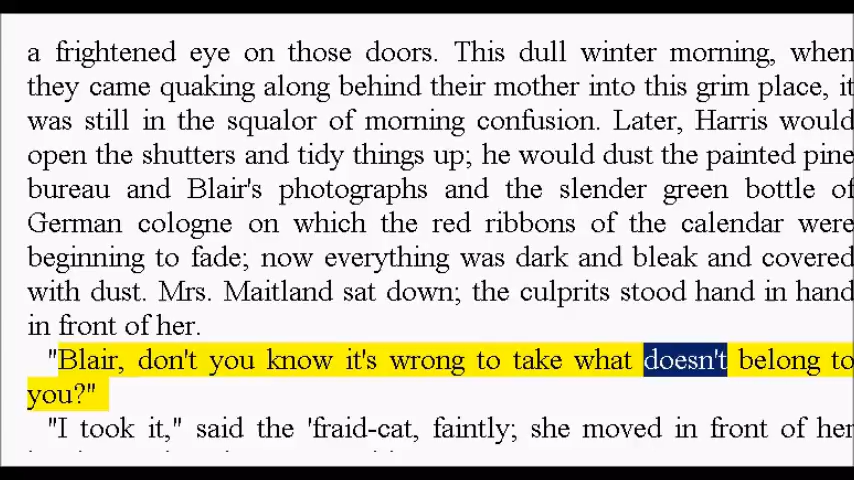 a frightened eye on those doors. This dull winter morning, when
they came quaking along behind their mother into this grim place, it
was still in the squalor of morning confusion. Later, Harris would
open the shutters and tidy things up; he would dust the painted pine
bureau and Blair's photographs and the slender green bottle of
German cologne on which the red ribbons of the calendar were
beginning to fade; now everything was dark and bleak and covered
with dust. Mrs. Maitland sat down; the culprits stood hand in hand
in front of her.
"Blair, don't you know it's wrong to take what doesn't belong to
you?"
"I took it," said the 'fraid-cat, faintly; she moved in front of her